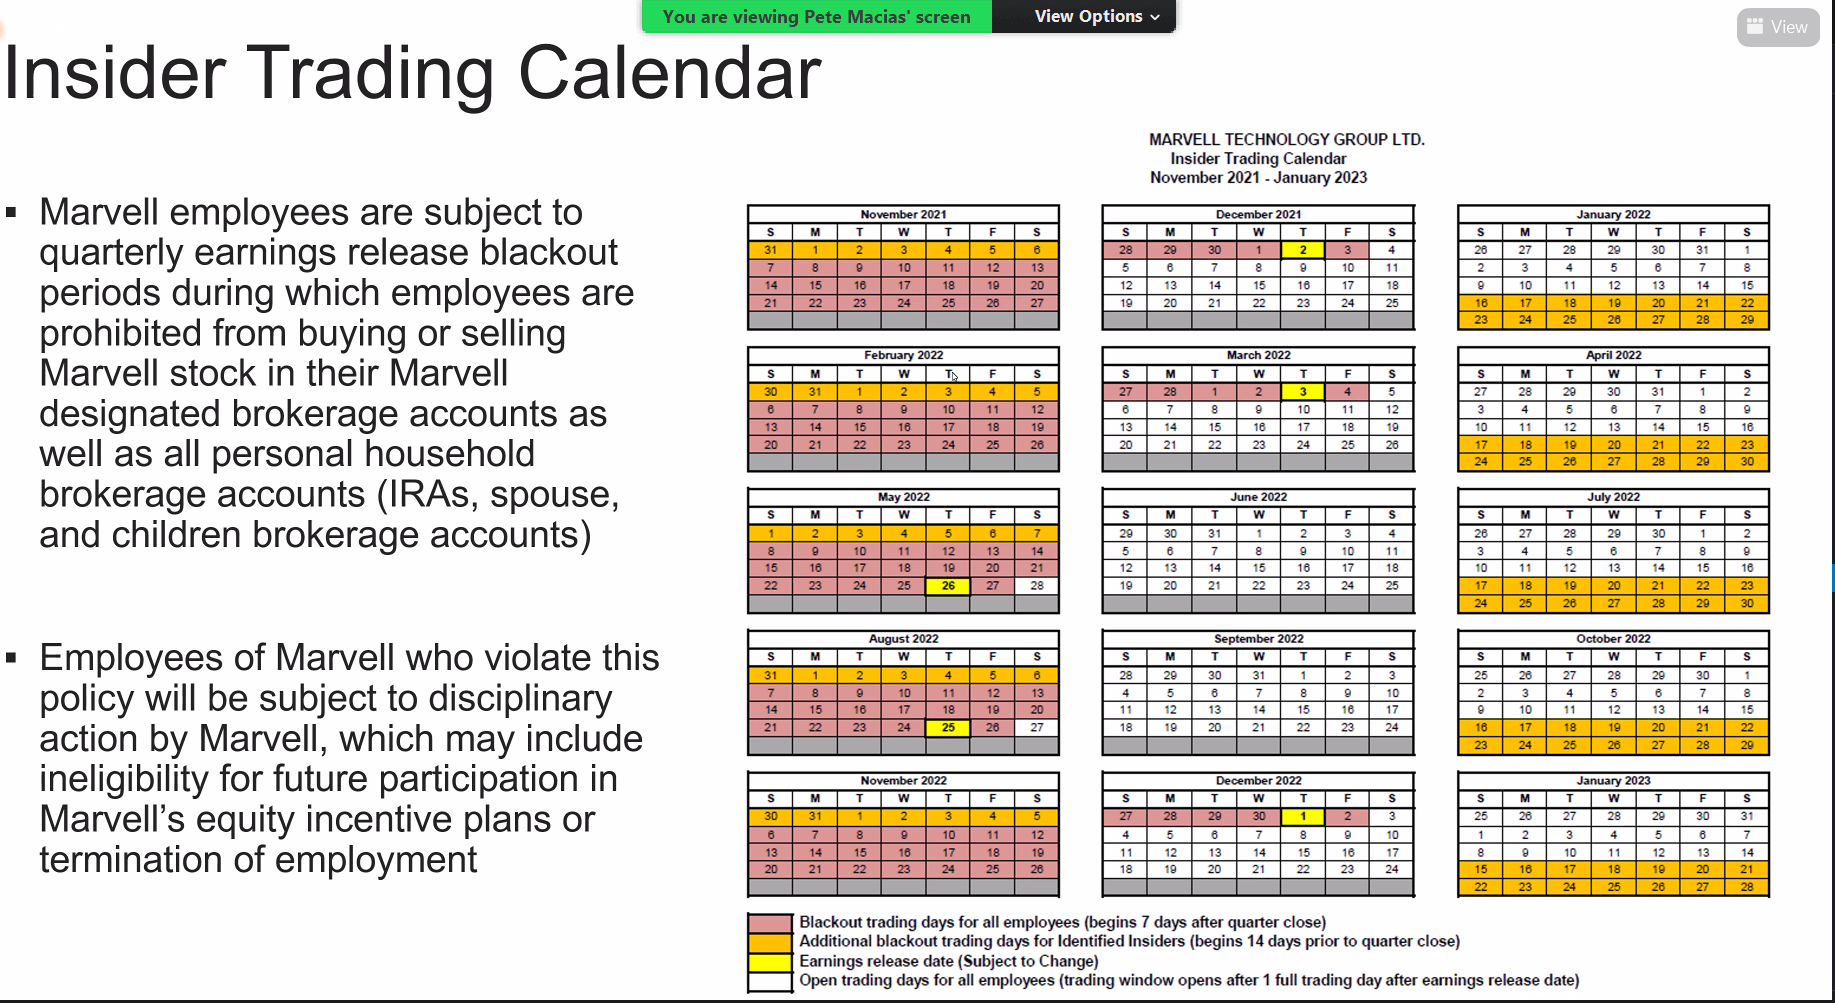 You are viewing Pete Macias' screen
View Options
View
Insider Trading Calendar
▪ Marvell employees are subject to
quarterly earnings release blackout
periods during which employees are
prohibited from buying or selling
Marvell stock in their Marvell
designated brokerage accounts as
well as all personal household
brokerage accounts (IRAs, spouse,
and children brokerage accounts)
▪ Employees of Marvell who violate this
policy will be subject to disciplinary
action by Marvell, which may include
ineligibility for future participation in
Marvell's equity incentive plans or
termination of employment
MARVELL TECHNOLOGY GROUP LTD.
Insider Trading Calendar
November 2021 - January 2023
November 2021
S M T W T F S
31 1 2 3 4 5 6
7 8 9 10 11 12 13
14 15 16 17 18 19 20
21 22 23 24 25 26 27
December 2021
S M T W T F S
28 29 30 1 2 3 4
5 6 7 8 9 10 11
12 13 14 15 16 17 18
19 20 21 22 23 24 25
January 2022
S M T W T F S
26 27 28 29 30 31 1
2 3 4 5 6 7 8
9 10 11 12 13 14 15
16 17 18 19 20 21 22
23 24 25 26 27 28 29
February 2022
S M T W T F S
30 31 1 2 3 4 5
6 7 8 9 10 11 12
13 14 15 16 17 18 19
20 21 22 23 24 25 26
March 2022
S M T W T F S
27 28 1 2 3 4 5
6 7 8 9 10 11 12
13 14 15 16 17 18 19
20 21 22 23 24 25 26
April 2022
S M T W T F S
27 28 29 30 31 1 2
3 4 5 6 7 8 9
10 11 12 13 14 15 16
17 18 19 20 21 22 23
24 25 26 27 28 29 30
May 2022
S M T W T F S
1 2 3 4 5 6 7
8 9 10 11 12 13 14
15 16 17 18 19 20 21
22 23 24 25 26 27 28
June 2022
S M T W T F S
29 30 31 1 2 3 4
5 6 7 8 9 10 11
12 13 14 15 16 17 18
19 20 21 22 23 24 25
July 2022
S M T W T F S
26 27 28 29 30 1 2
3 4 5 6 7 8 9
10 11 12 13 14 15 16
17 18 19 20 21 22 23
24 25 26 27 28 29 30
August 2022
S M T W T F S
31 1 2 3 4 5 6
7 8 9 10 11 12 13
14 15 16 17 18 19 20
21 22 23 24 25 26 27
September 2022
S M T W T F S
28 29 30 31 1 2 3
4 5 6 7 8 9 10
11 12 13 14 15 16 17
18 19 20 21 22 23 24
October 2022
S M T W T F S
25 26 27 28 29 30 1
2 3 4 5 6 7 8
9 10 11 12 13 14 15
16 17 18 19 20 21 22
23 24 25 26 27 28 29
November 2022
S M T W T F S
30 31 1 2 3 4 5
6 7 8 9 10 11 12
13 14 15 16 17 18 19
20 21 22 23 24 25 26
December 2022
S M T W T F S
27 28 29 30 1 2 3
4 5 6 7 8 9 10
11 12 13 14 15 16 17
18 19 20 21 22 23 24
January 2023
S M T W T F S
25 26 27 28 29 30 31
1 2 3 4 5 6 7
8 9 10 11 12 13 14
15 16 17 18 19 20 21
22 23 24 25 26 27 28
Blackout trading days for all employees (begins 7 days after quarter close)
Additional blackout trading days for Identified Insiders (begins 14 days prior to quarter close)
Earnings release date (Subject to Change)
Open trading days for all employees (trading window opens after 1 full trading day after earnings release date)